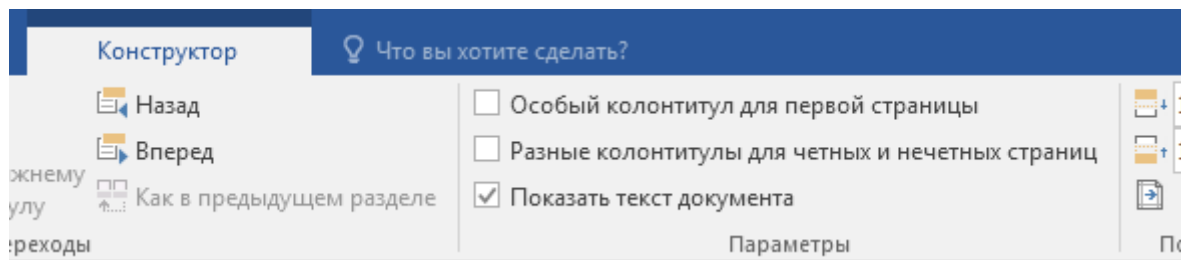 Конструктор
Что вы хотите сделать?
Назад
Вперед
Как в предыдущем разделе
Особый колонтитул для первой страницы
Разные колонтитулы для четных и нечетных страниц
Показать текст документа
Параметры